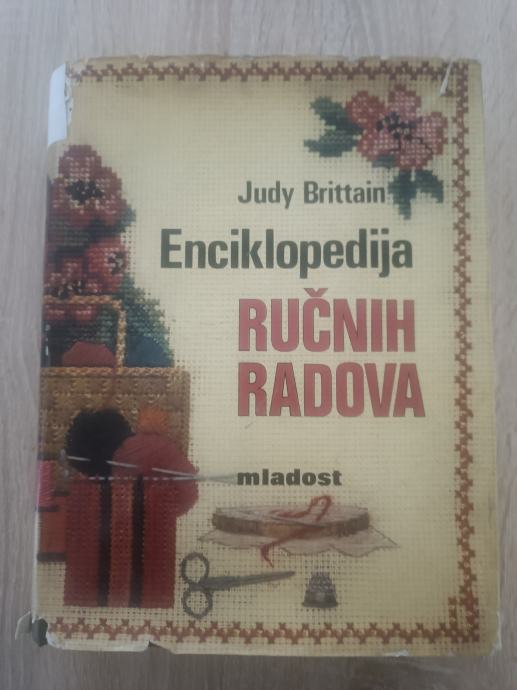 Judy Brittain
Enciklopedija
RUČNIH
RADOVA
mladost